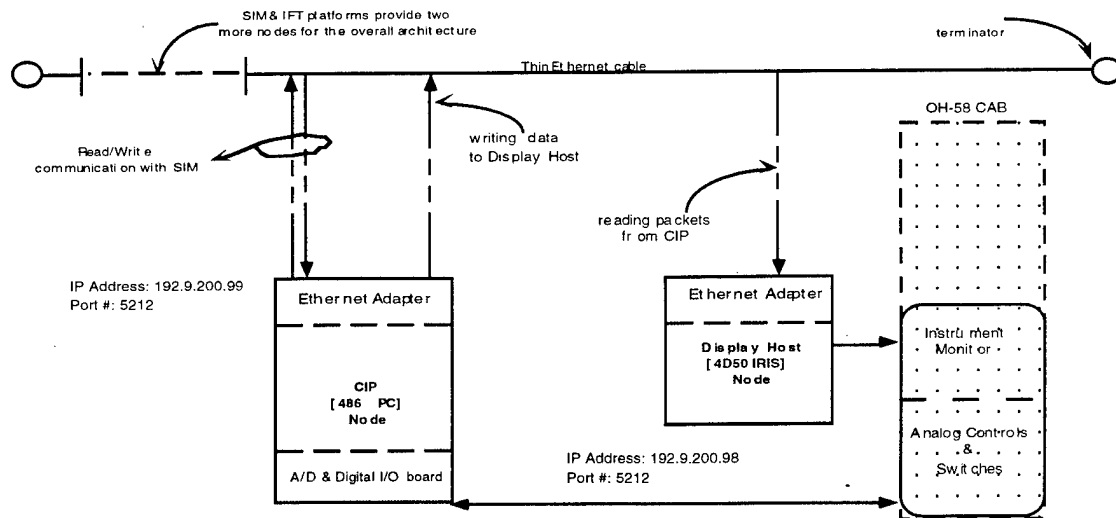 SIM & IFT platforms provide two
more nodes for the overall architecture
terminator
Thin Ethernet cable
OH-58 CAB
writing data
to Display Host
Read/Write
communication with SIM
reading packets
from CIP
IP Address: 192.9.200.99
Port #: 5212
Ethernet Adapter
Ethernet Adapter
Display Host
[4D50 IRIS]
Node
Instrument
Monitor
CIP
[486 PC]
Node
Analog Controls
&
Switches
A/D & Digital I/O board
IP Address: 192.9.200.98
Port #: 5212